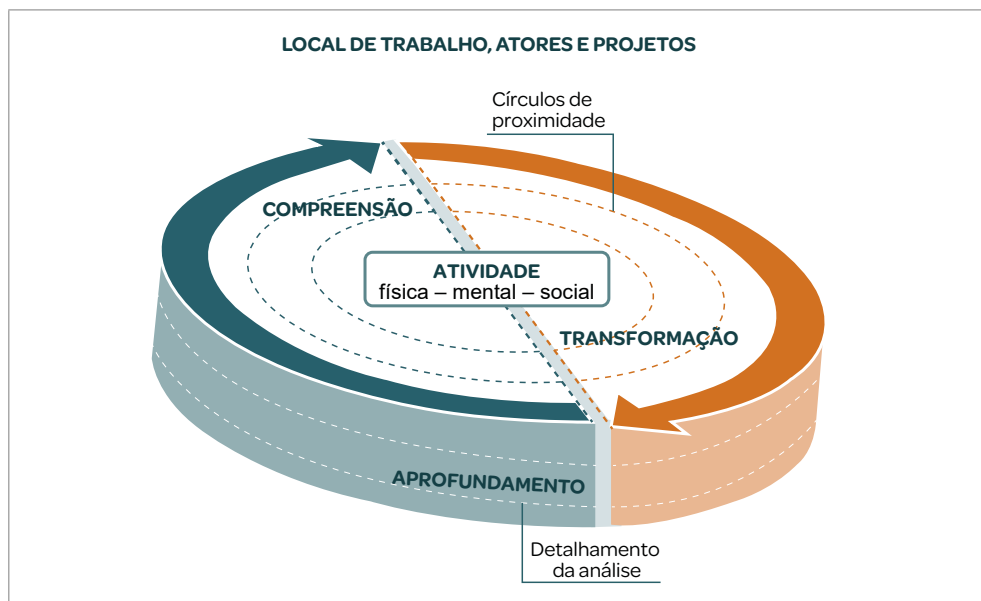 LOCAL DE TRABALHO, ATORES E PROJETOS
Círculos de
proximidade
COMPREENSÃO
ATIVIDADE
física – mental – social
TRANSFORMAÇÃO
APROFUNDAMENTO
Detalhamento
da análise